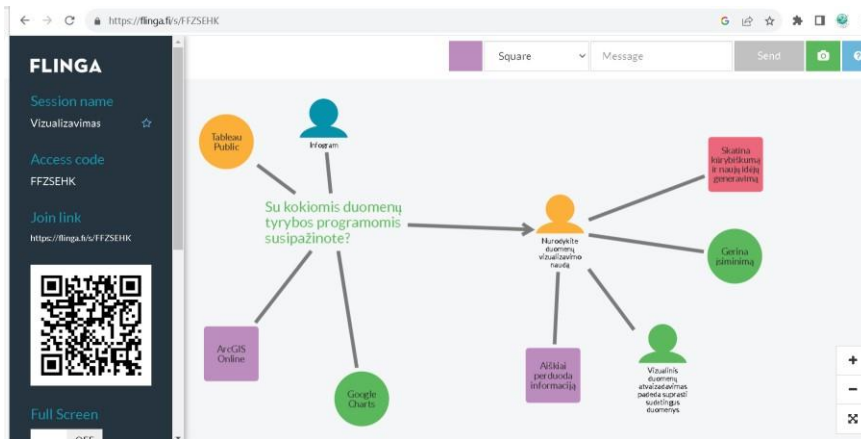 https://flinga.fi/s/FFZSEHK
FLINGA
Session name
Vizualizavimas
Access code
FFZSEHK
Join link
https://flinga.fi/s/FFZSEHK
Full Screen
OFF
Square
Message
Send
Tableau
Public
Infogram
Su kokiomis duomenų
tyrybos programomis
susipažinote?
ArcGIS
Online
Google
Charts
Nurodykite
duomenų
vizualizavimo
naudą
Skatina
kūrybiškumą
ir naujų idėjų
generavimą
Gerina
įsiminimą
Aiškiai
perduoda
informaciją
Vizualinis
duomenų
atvaizdavimas
padeda suprasti
sudėtingus
duomenys.